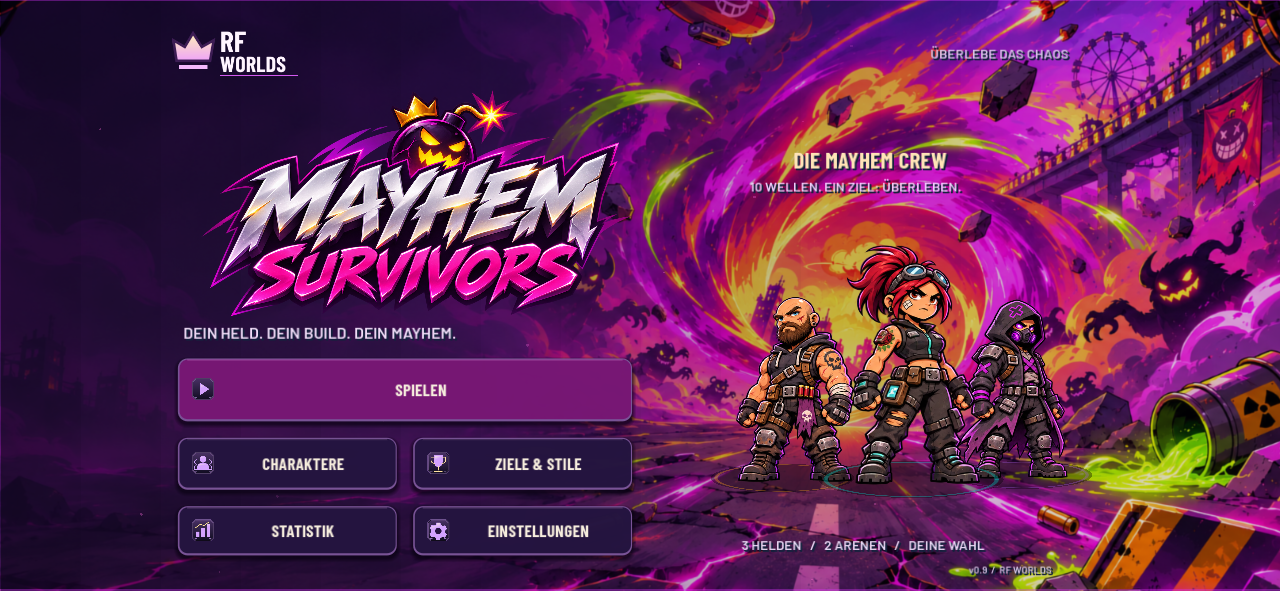 RF
WORLDS
ÜBERLEBE DAS CHAOS
MAYHEM
SURVIVORS
DEIN HELD. DEIN BUILD. DEIN MAYHEM.
SPIELEN
CHARAKTERE
ZIELE & STILE
STATISTIK
EINSTELLUNGEN
DIE MAYHEM CREW
10 WELLEN. EIN ZIEL: ÜBERLEBEN.
3 HELDEN / 2 ARENEN / DEINE WAHL
v0.9 / RF WORLDS